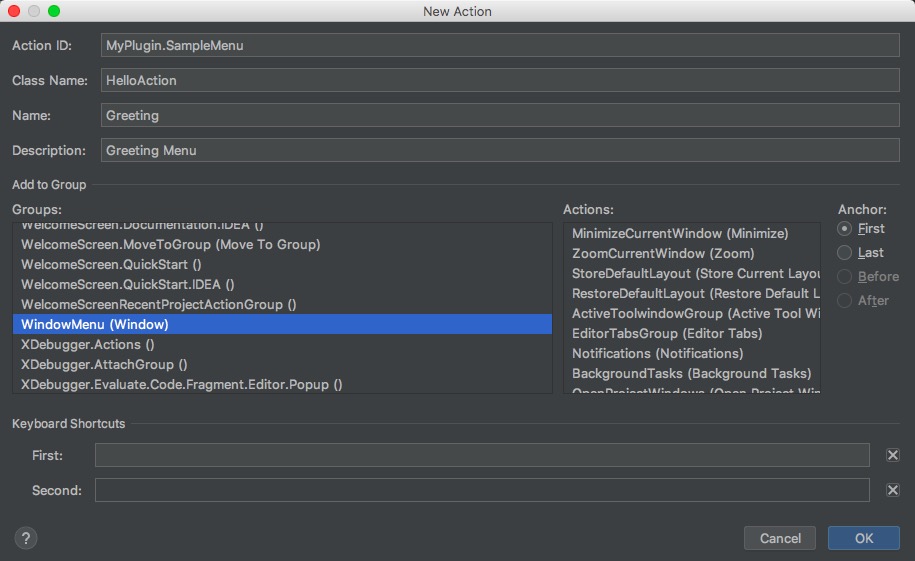 New Action
Action ID: MyPlugin.SampleMenu
Class Name: HelloAction
Name: Greeting
Description: Greeting Menu
Add to Group
Groups: Actions: Anchor:
WelcomeScreen.Documentation.IDEA ()
WelcomeScreen.MoveToGroup (Move To Group)
WelcomeScreen.QuickStart ()
WelcomeScreen.QuickStart.IDEA ()
WelcomeScreenRecentProjectActionGroup ()
WindowMenu (Window)
XDebugger.Actions ()
XDebugger.AttachGroup ()
XDebugger.Evaluate.Code.Fragment.Editor.Popup ()
MinimizeCurrentWindow (Minimize)
ZoomCurrentWindow (Zoom)
StoreDefaultLayout (Store Current Layou
RestoreDefaultLayout (Restore Default L
ActiveToolwindowGroup (Active Tool Wi
EditorTabsGroup (Editor Tabs)
Notifications (Notifications)
BackgroundTasks (Background Tasks)
OpenProjectWindows (Open Project Win
First
Last
Before
After
Keyboard Shortcuts
First:
Second:
? Cancel OK